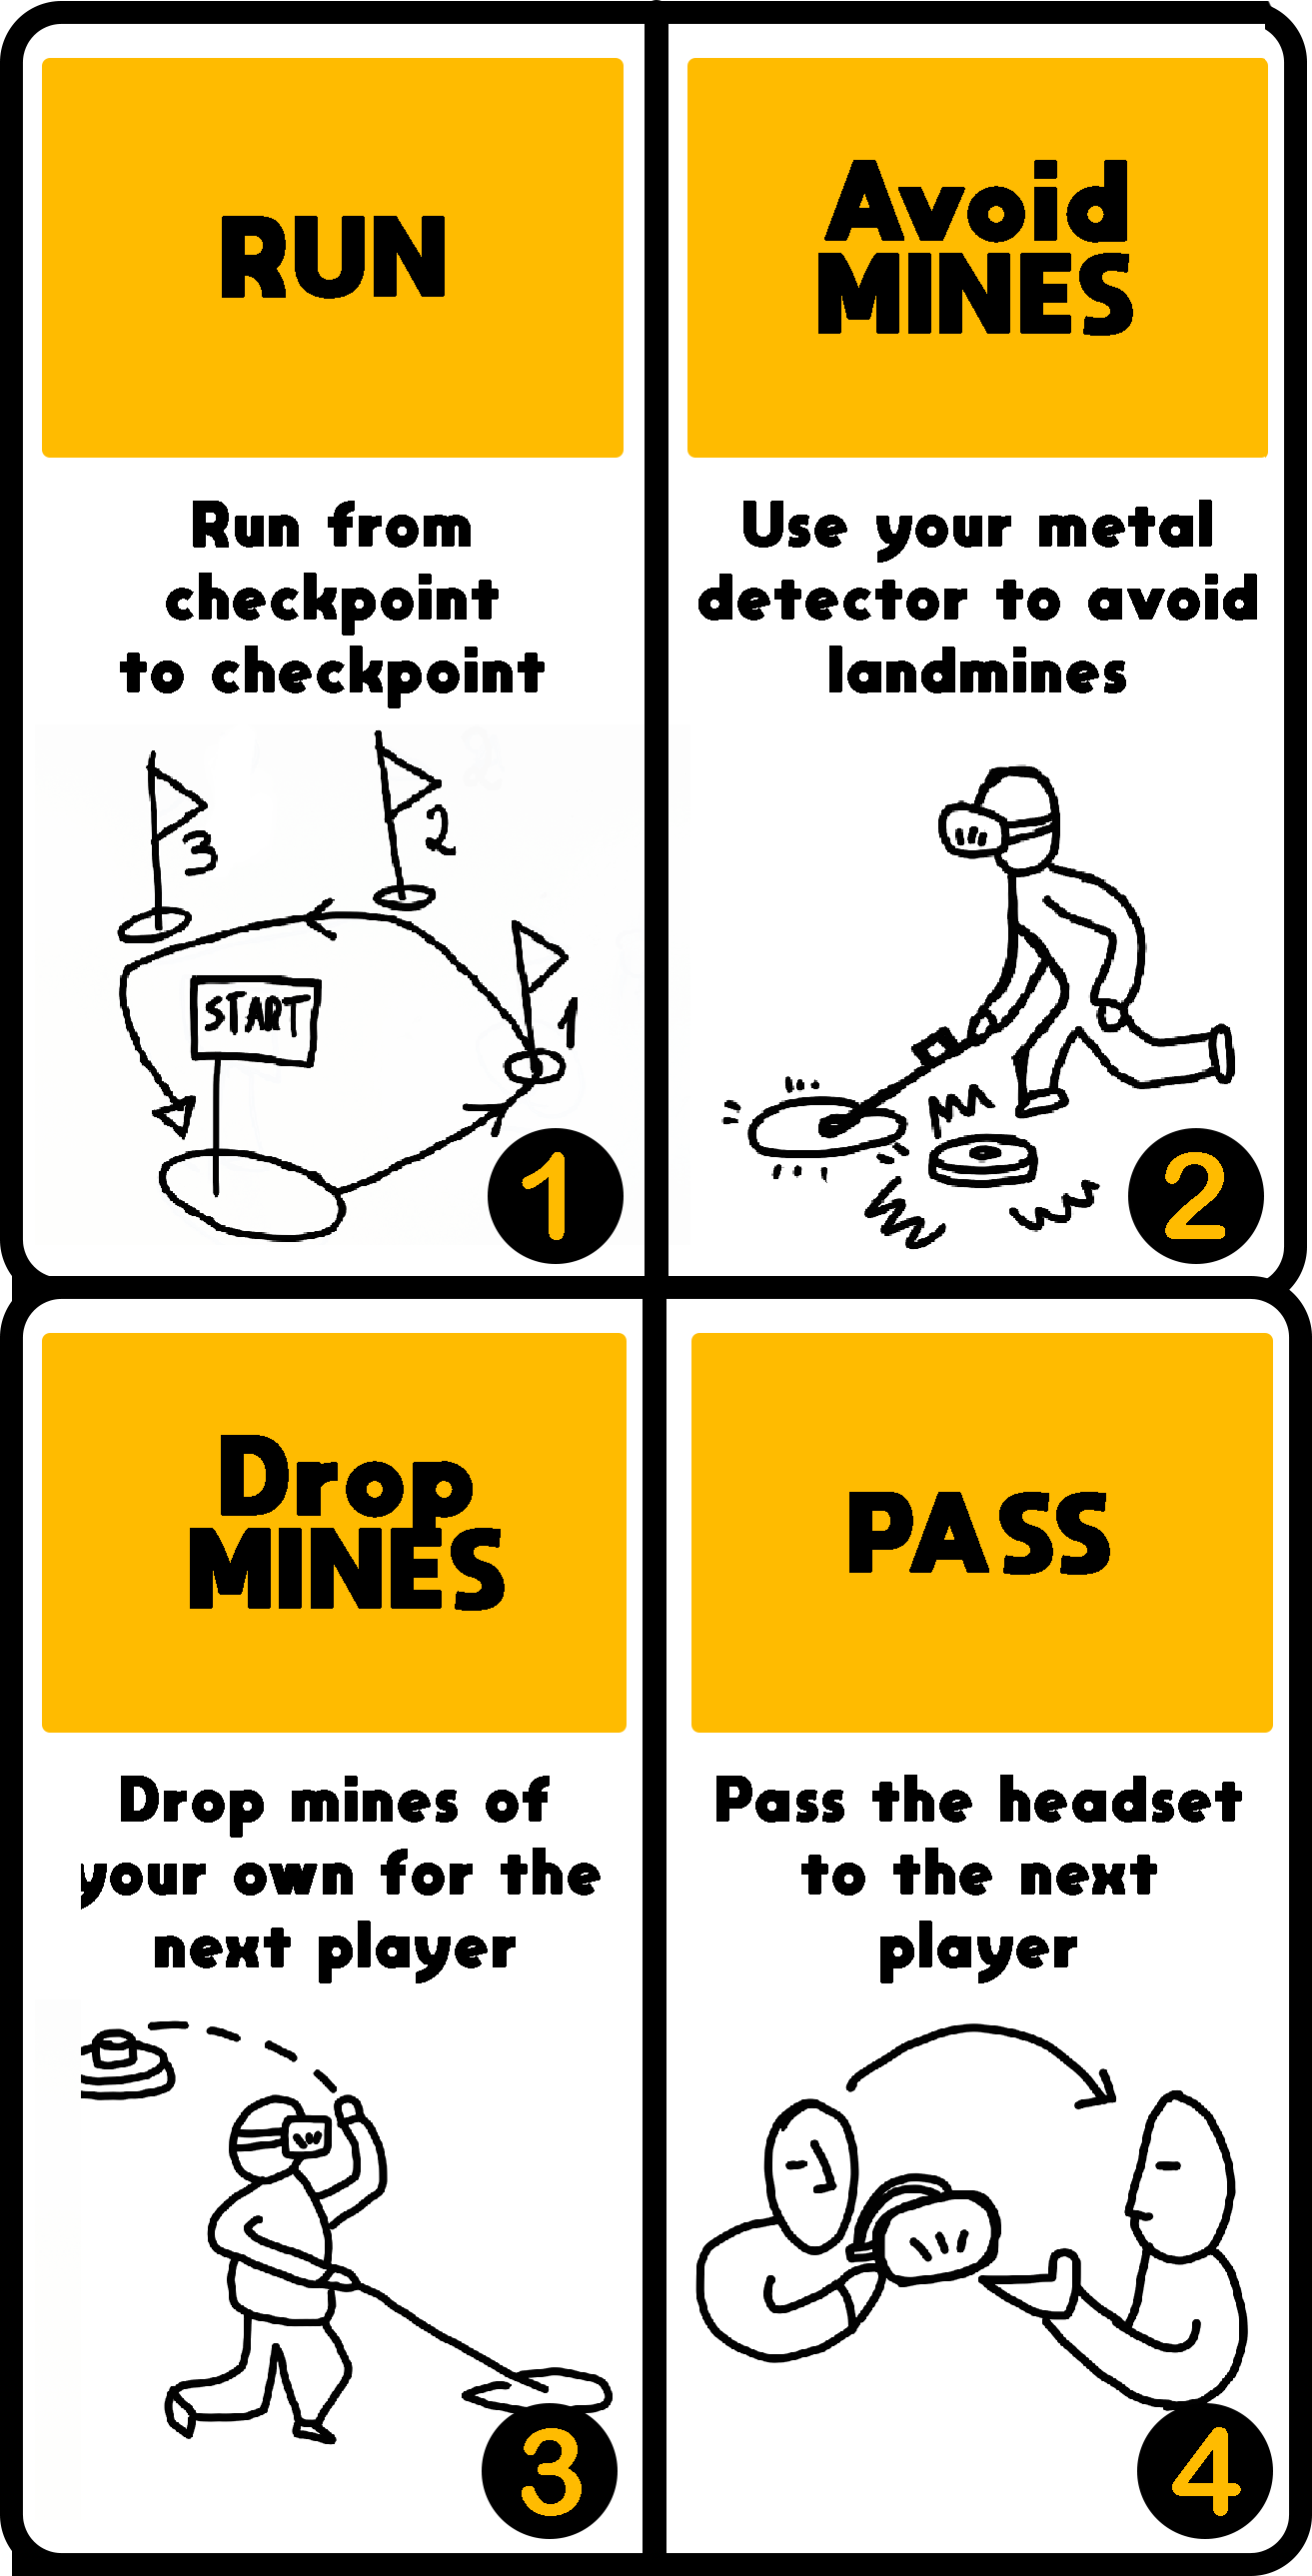 RUN
Run from
checkpoint
to checkpoint
3
2
1
START
1
Avoid
MINES
Use your metal
detector to avoid
landmines
2
Drop
MINES
Drop mines of
your own for the
next player
3
PASS
Pass the headset
to the next
player
4